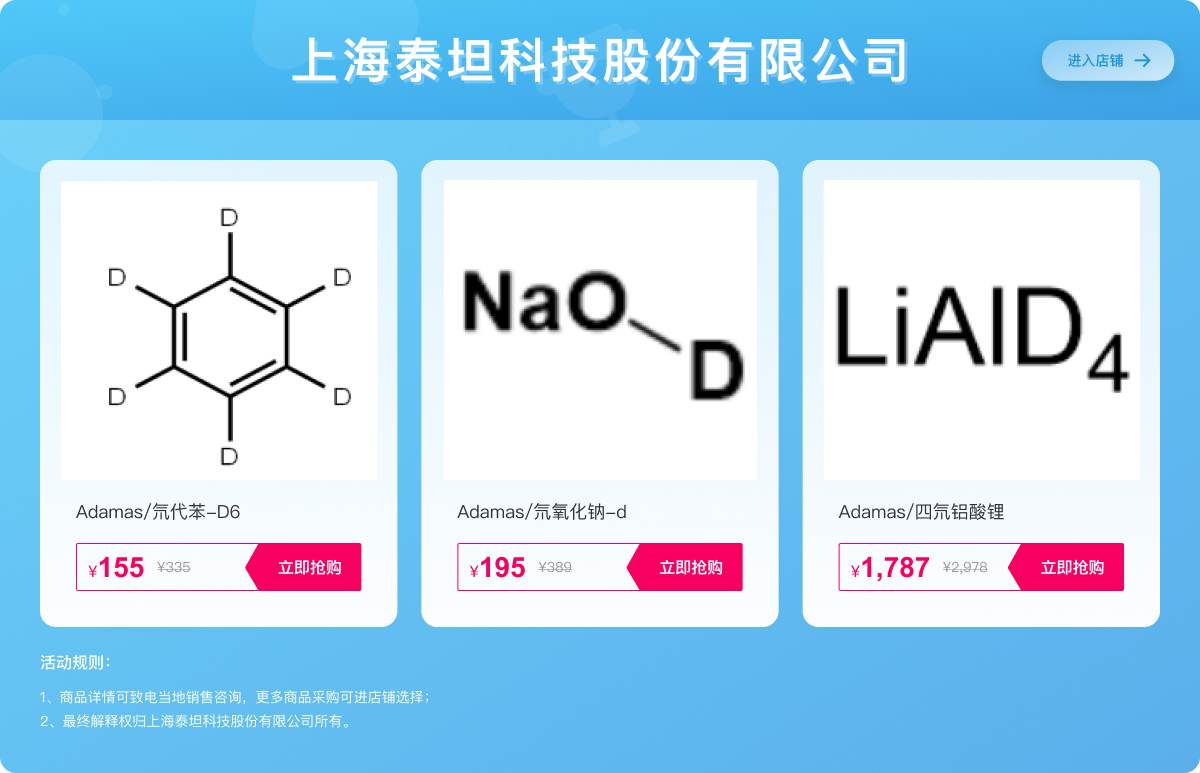 上海泰坦科技股份有限公司
进入店铺 →
D
D
D
D
D
D
NaO
D
LiAlD4
Adamas/氘代苯-D6
Adamas/氘氧化钠-d
Adamas/四氘铝酸锂
¥155 ¥335 立即抢购
¥195 ¥389 立即抢购
¥1,787 ¥2,978 立即抢购
活动规则：
1、商品详情可致电当地销售咨询，更多商品采购可进店铺选择；
2、最终解释权归上海泰坦科技股份有限公司所有。